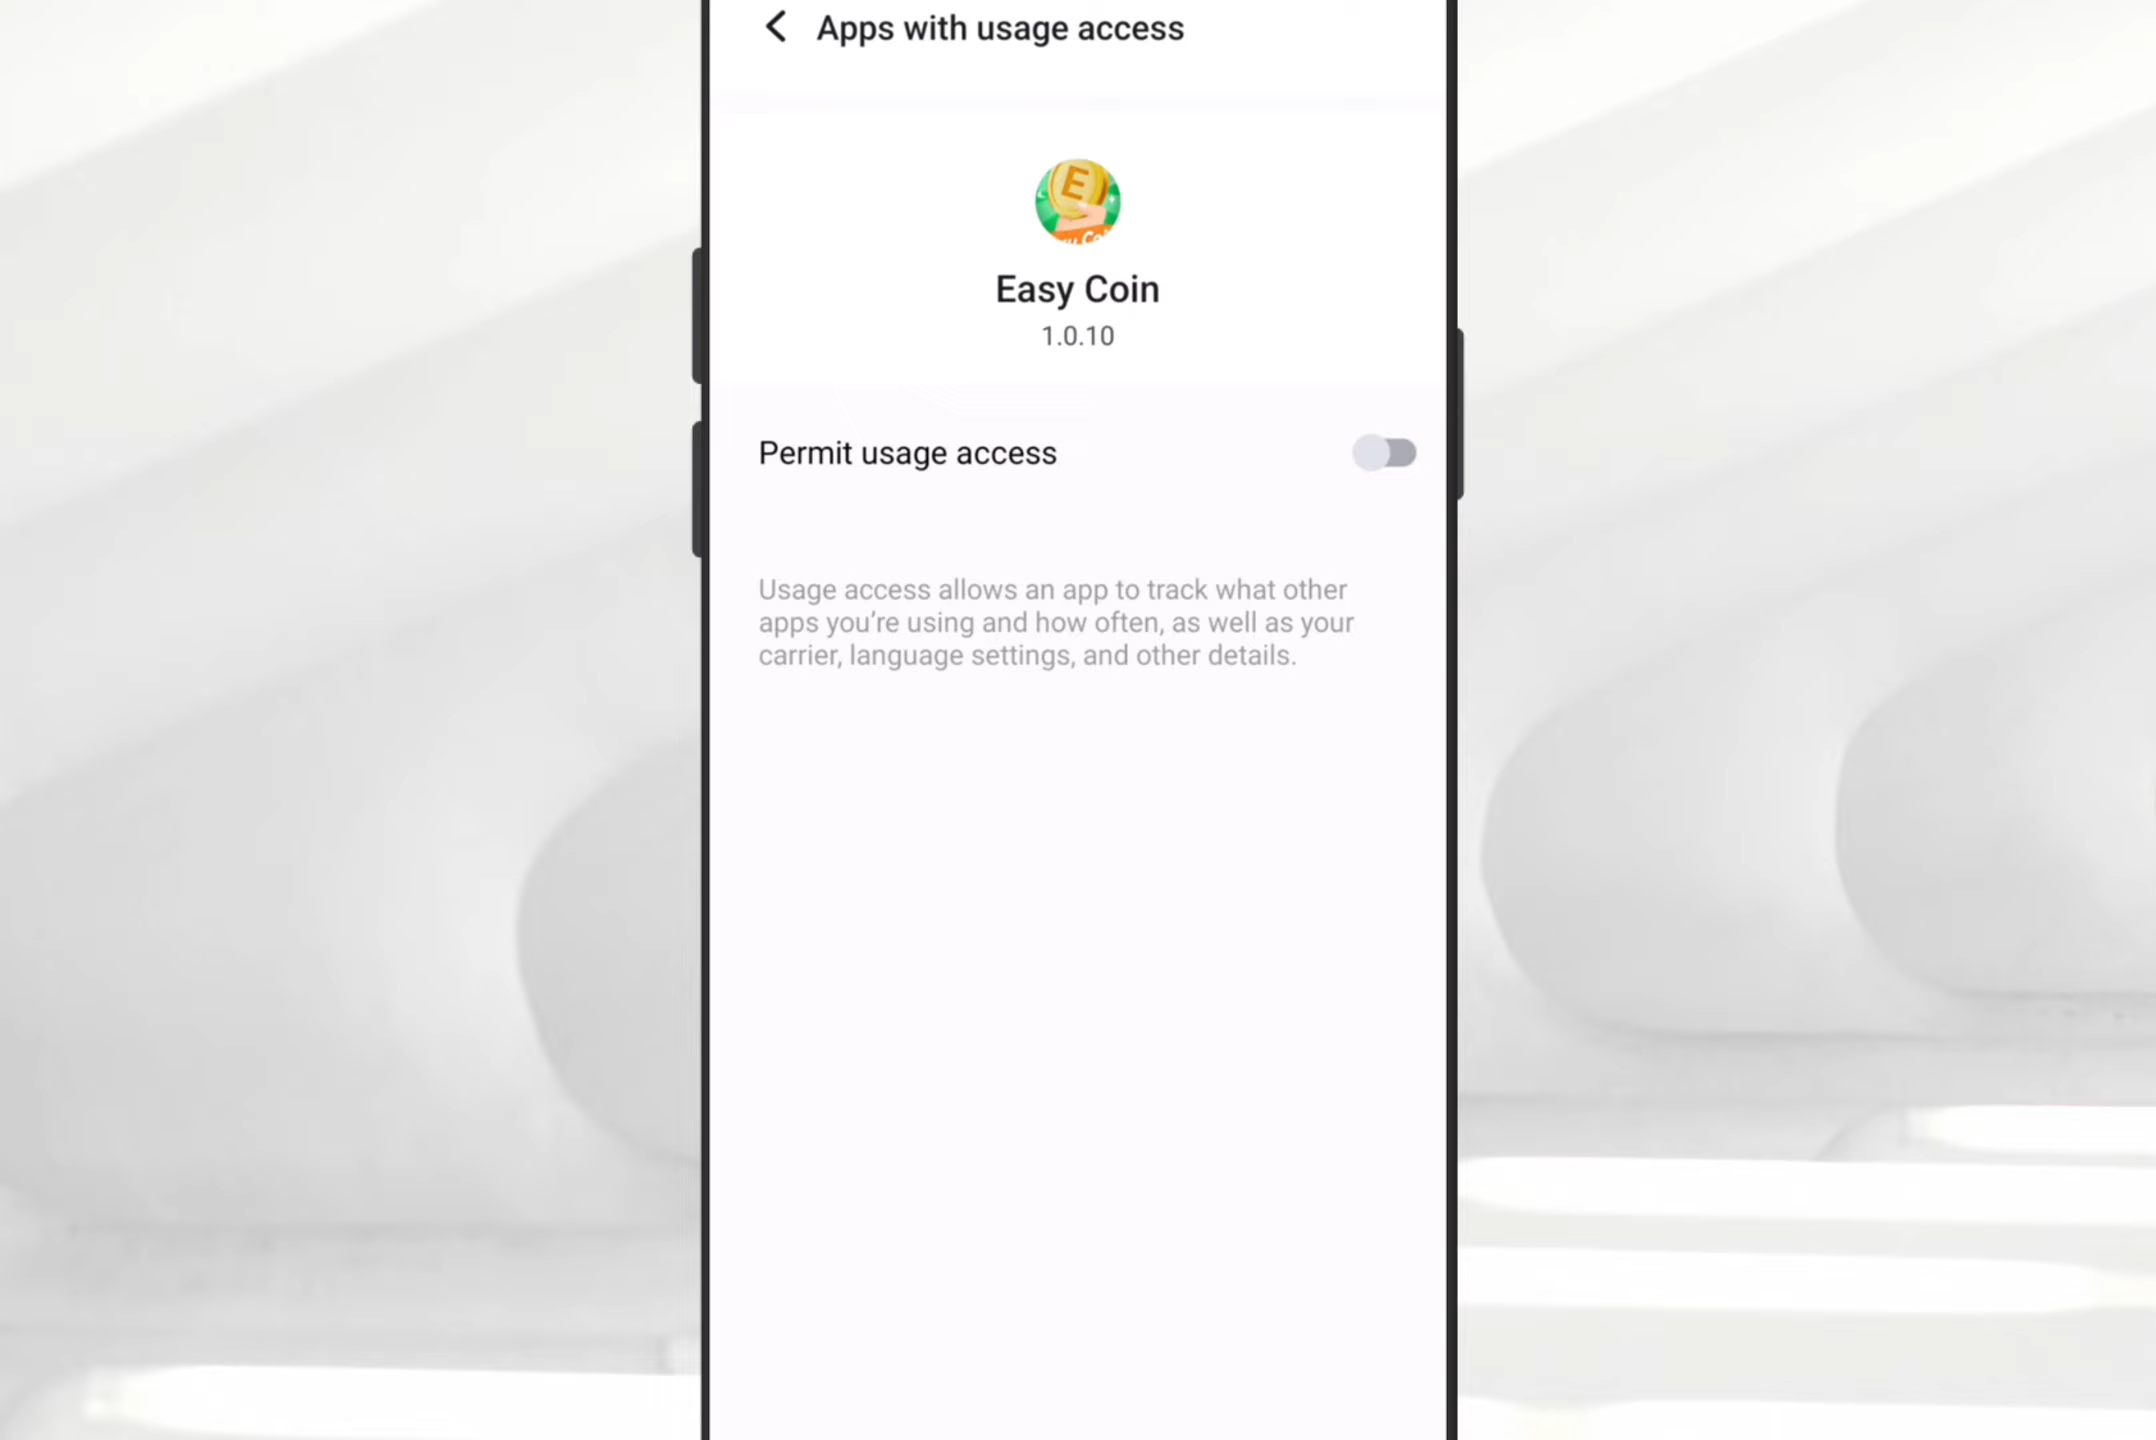 Apps with usage access
E
Easy Coin
1.0.10
Permit usage access
Usage access allows an app to track what other
apps you’re using and how often, as well as your
carrier, language settings, and other details.